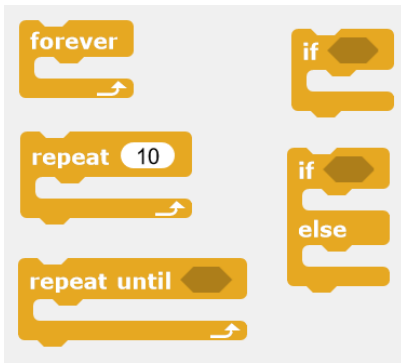 forever
if
repeat 10
if
else
repeat until